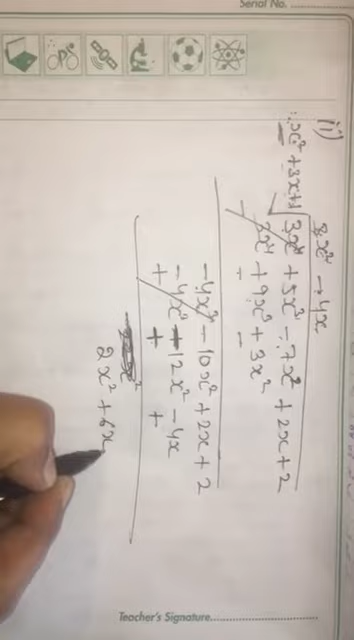 Serial No. ..................
ii)
3x² - 4x
x² + 3x + 1 √ 3x⁴ + 5x³ - 7x² + 2x + 2
3x⁴ + 9x³ + 3x²
- - -
-4x³ - 10x² + 2x + 2
-4x³ - 12x² - 4x
+ + +
2x² + 6x
Teacher's Signature..............................